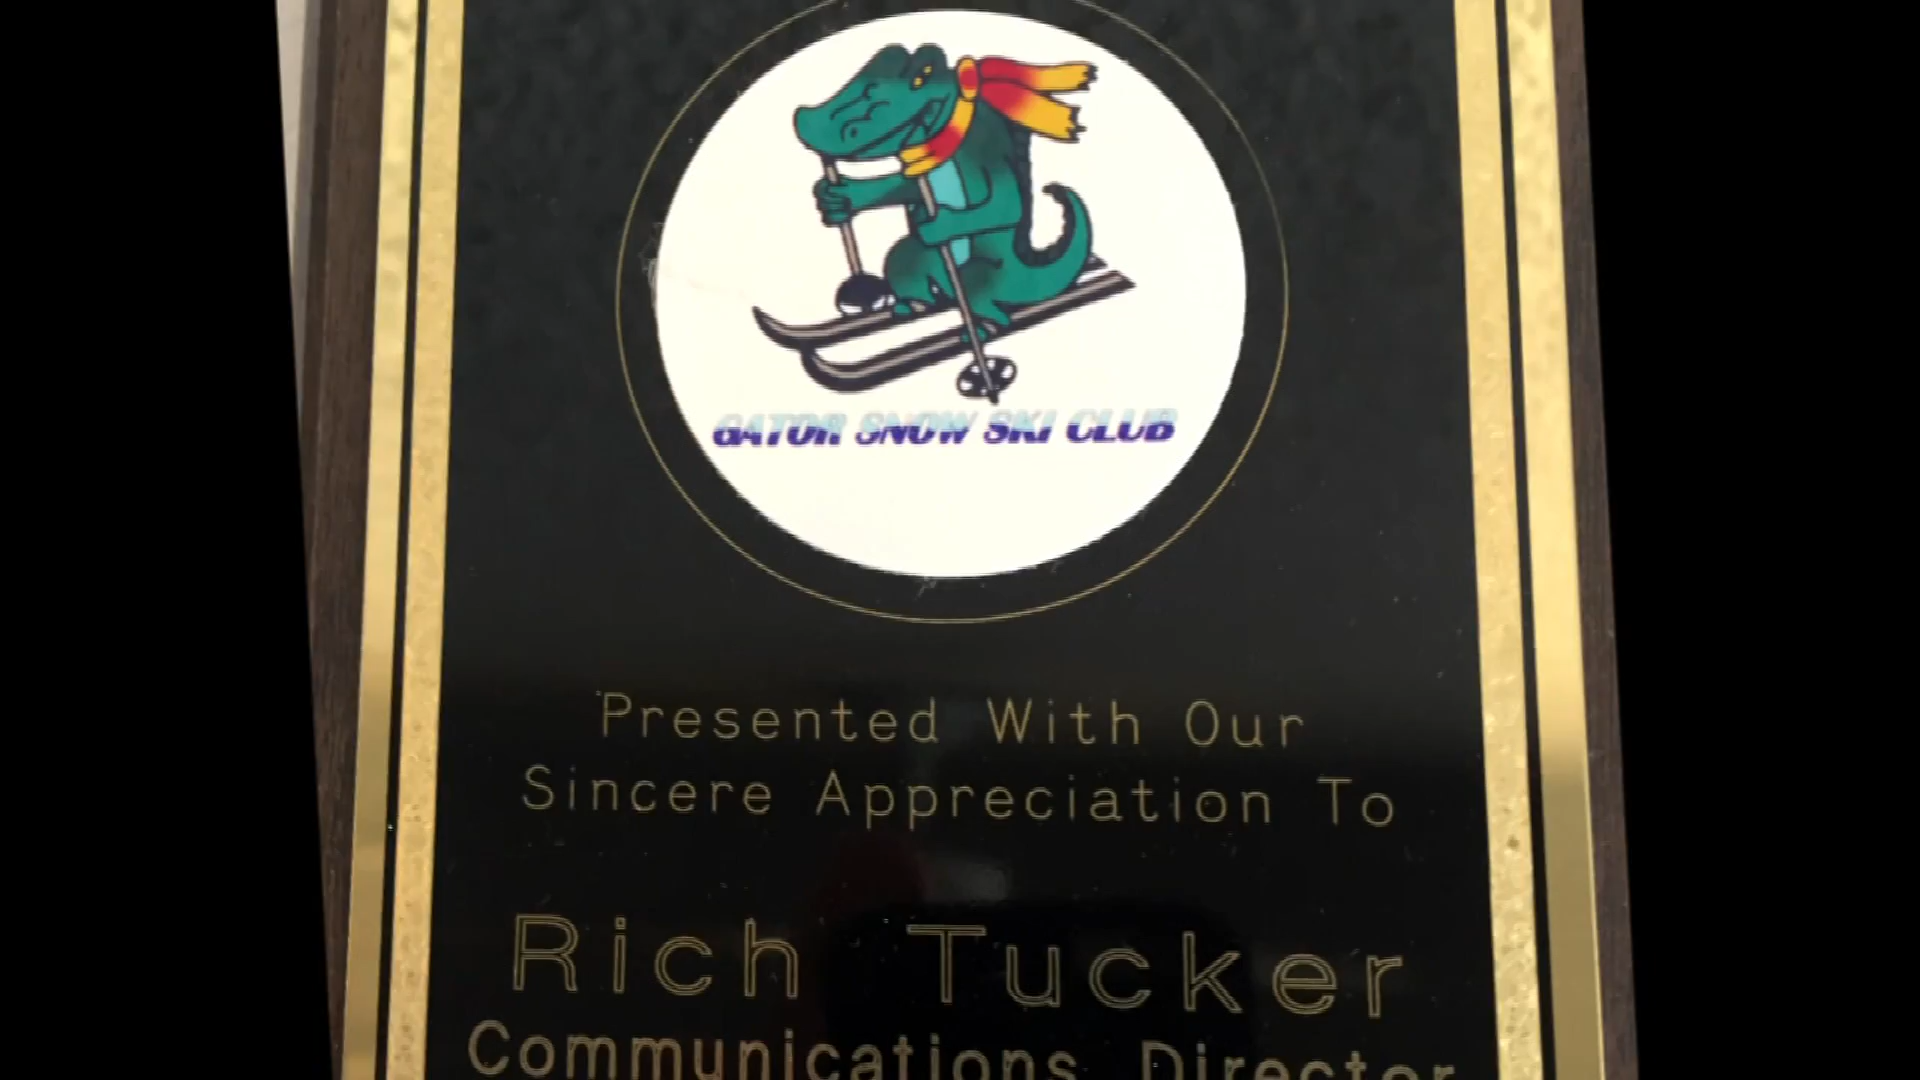 GATOR SNOW SKI CLUB
Presented With Our
Sincere Appreciation To
Rich Tucker
Communications Director